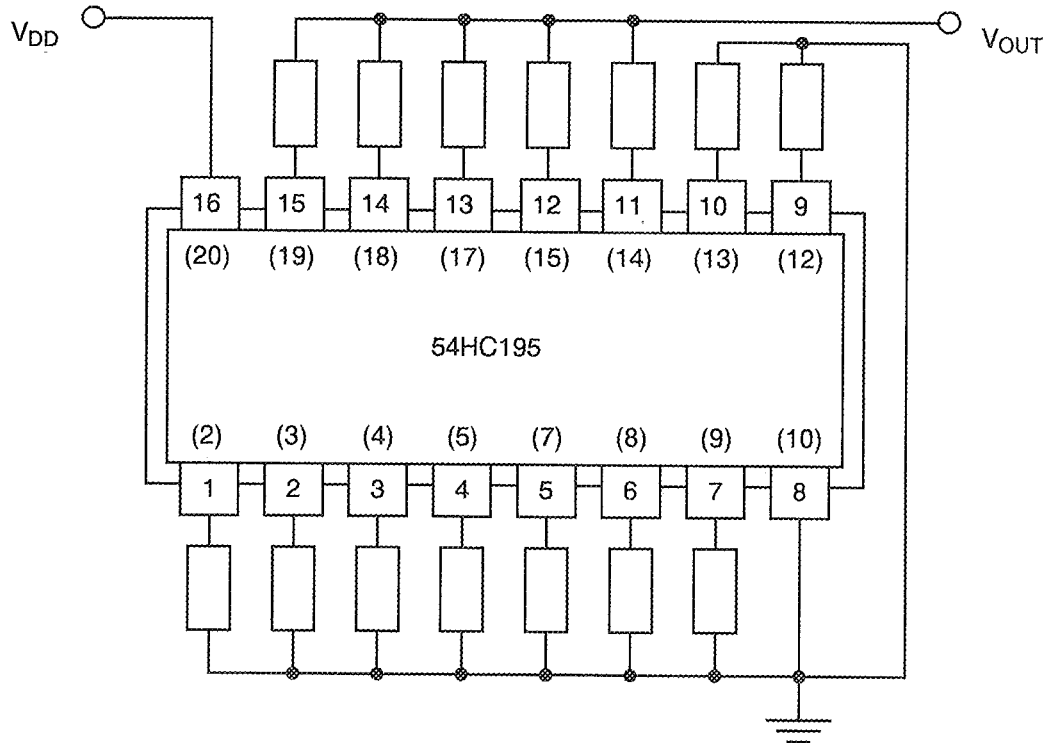 VDD
VOUT
16 15 14 13 12 11 10 9
(20) (19) (18) (17) (15) (14) (13) (12)
54HC195
(2) (3) (4) (5) (7) (8) (9) (10)
1 2 3 4 5 6 7 8